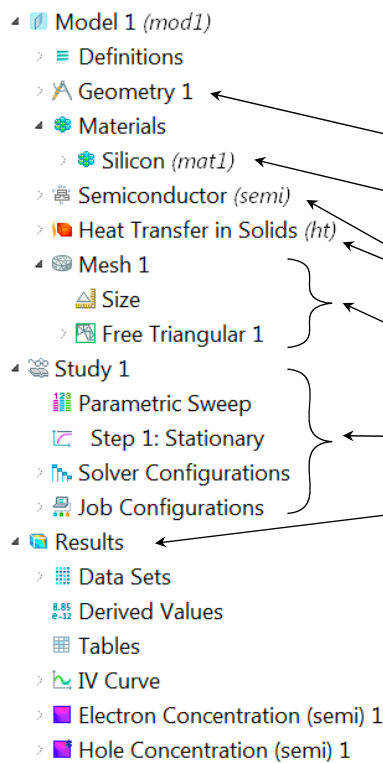 Model 1 (mod1)
Definitions
Geometry 1
Materials
Silicon (mat1)
Semiconductor (semi)
Heat Transfer in Solids (ht)
Mesh 1
Size
Free Triangular 1
Study 1
123
Parametric Sweep
Step 1: Stationary
Solver Configurations
Job Configurations
Results
Data Sets
8.85
e-12
Derived Values
Tables
IV Curve
Electron Concentration (semi) 1
Hole Concentration (semi) 1